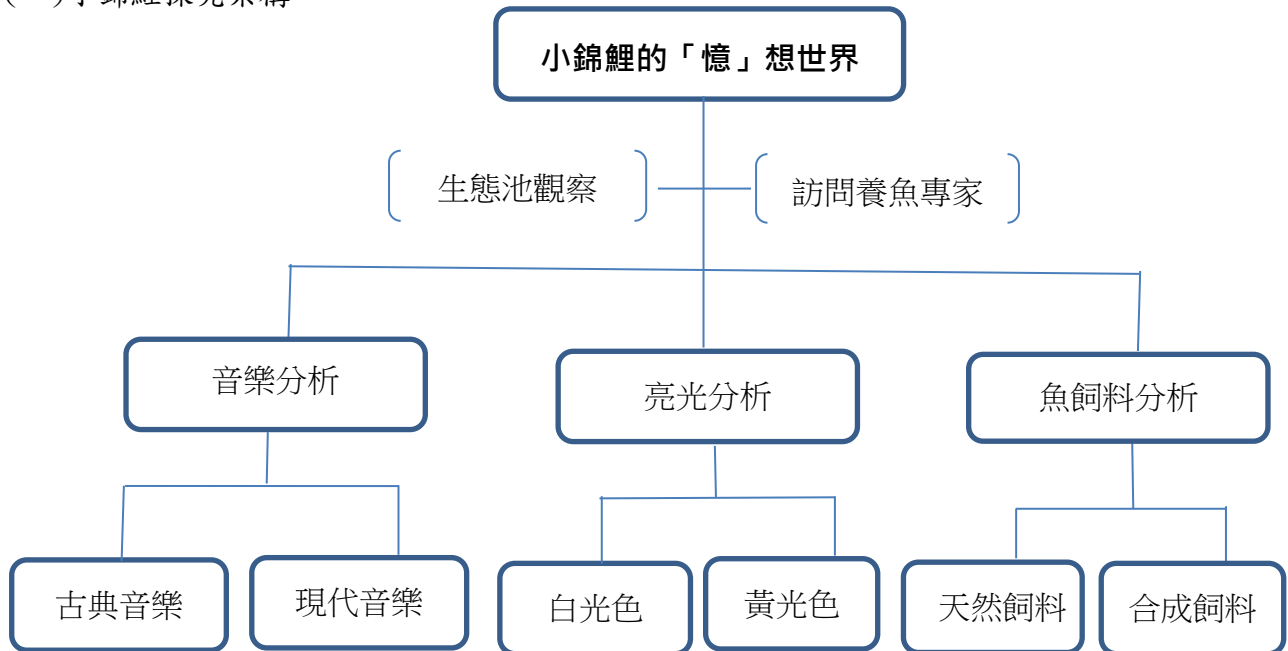 小錦鯉的「憶」想世界
生態池觀察
訪問養魚專家
音樂分析
亮光分析
魚飼料分析
古典音樂
現代音樂
白光色
黃光色
天然飼料
合成飼料